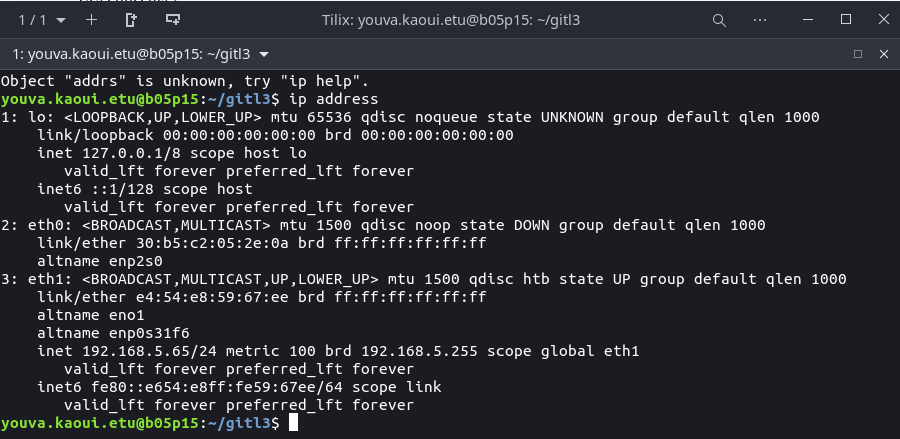 1 / 1
Tilix: youva.kaoui.etu@b05p15: ~/gitl3
1: youva.kaoui.etu@b05p15: ~/gitl3
Object "addrs" is unknown, try "ip help".
youva.kaoui.etu@b05p15:~/gitl3$ ip address
1: lo: <LOOPBACK,UP,LOWER_UP> mtu 65536 qdisc noqueue state UNKNOWN group default qlen 1000
    link/loopback 00:00:00:00:00:00 brd 00:00:00:00:00:00
    inet 127.0.0.1/8 scope host lo
       valid_lft forever preferred_lft forever
    inet6 ::1/128 scope host
       valid_lft forever preferred_lft forever
2: eth0: <BROADCAST,MULTICAST> mtu 1500 qdisc noop state DOWN group default qlen 1000
    link/ether 30:b5:c2:05:2e:0a brd ff:ff:ff:ff:ff:ff
    altname enp2s0
3: eth1: <BROADCAST,MULTICAST,UP,LOWER_UP> mtu 1500 qdisc htb state UP group default qlen 1000
    link/ether e4:54:e8:59:67:ee brd ff:ff:ff:ff:ff:ff
    altname eno1
    altname enp0s31f6
    inet 192.168.5.65/24 metric 100 brd 192.168.5.255 scope global eth1
       valid_lft forever preferred_lft forever
    inet6 fe80::e654:e8ff:fe59:67ee/64 scope link
       valid_lft forever preferred_lft forever
youva.kaoui.etu@b05p15:~/gitl3$